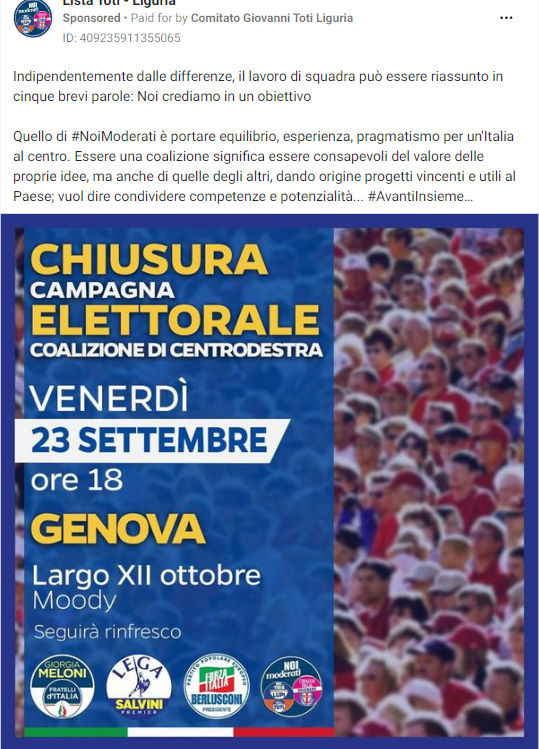 Lista Toti - Liguria
Sponsored • Paid for by Comitato Giovanni Toti Liguria
ID: 409235911355065
Indipendentemente dalle differenze, il lavoro di squadra può essere riassunto in
cinque brevi parole: Noi crediamo in un obiettivo
Quello di #NoiModerati è portare equilibrio, esperienza, pragmatismo per un'Italia
al centro. Essere una coalizione significa essere consapevoli del valore delle
proprie idee, ma anche di quelle degli altri, dando origine progetti vincenti e utili al
Paese; vuol dire condividere competenze e potenzialità... #AvantiInsieme...
CHIUSURA
CAMPAGNA
ELETTORALE
COALIZIONE DI CENTRODESTRA
VENERDÌ
23 SETTEMBRE
ore 18
GENOVA
Largo XII ottobre
Moody
Seguirà rinfresco
GIORGIA
MELONI
FRATELLI
d'ITALIA
LEGA
SALVINI
PREMIER
PARTITO POPOLARE EUROPEO
FORZA
ITALIA
BERLUSCONI
PRESIDENTE
NOI
moderati